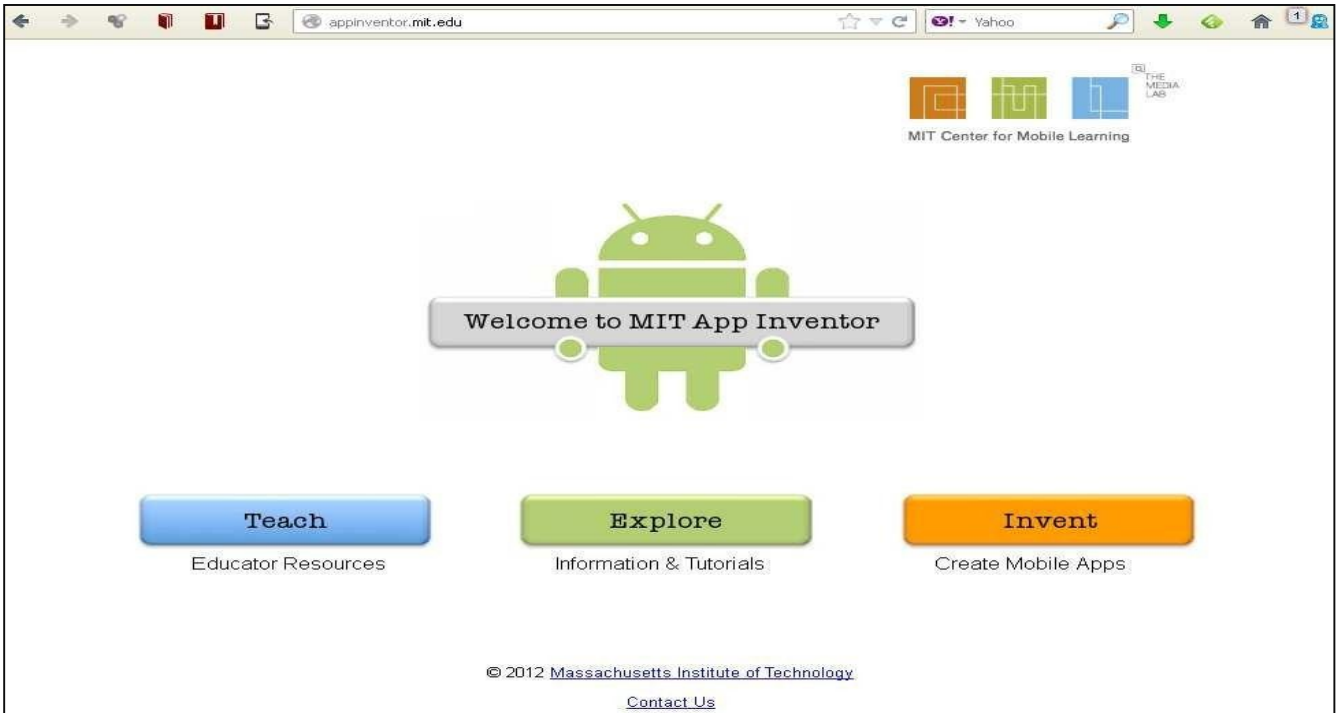 appinventor.mit.edu
Yahoo
1
THE
MEDIA
LAB
MIT Center for Mobile Learning
Welcome to MIT App Inventor
Teach
Explore
Invent
Educator Resources
Information & Tutorials
Create Mobile Apps
© 2012 Massachusetts Institute of Technology
Contact Us